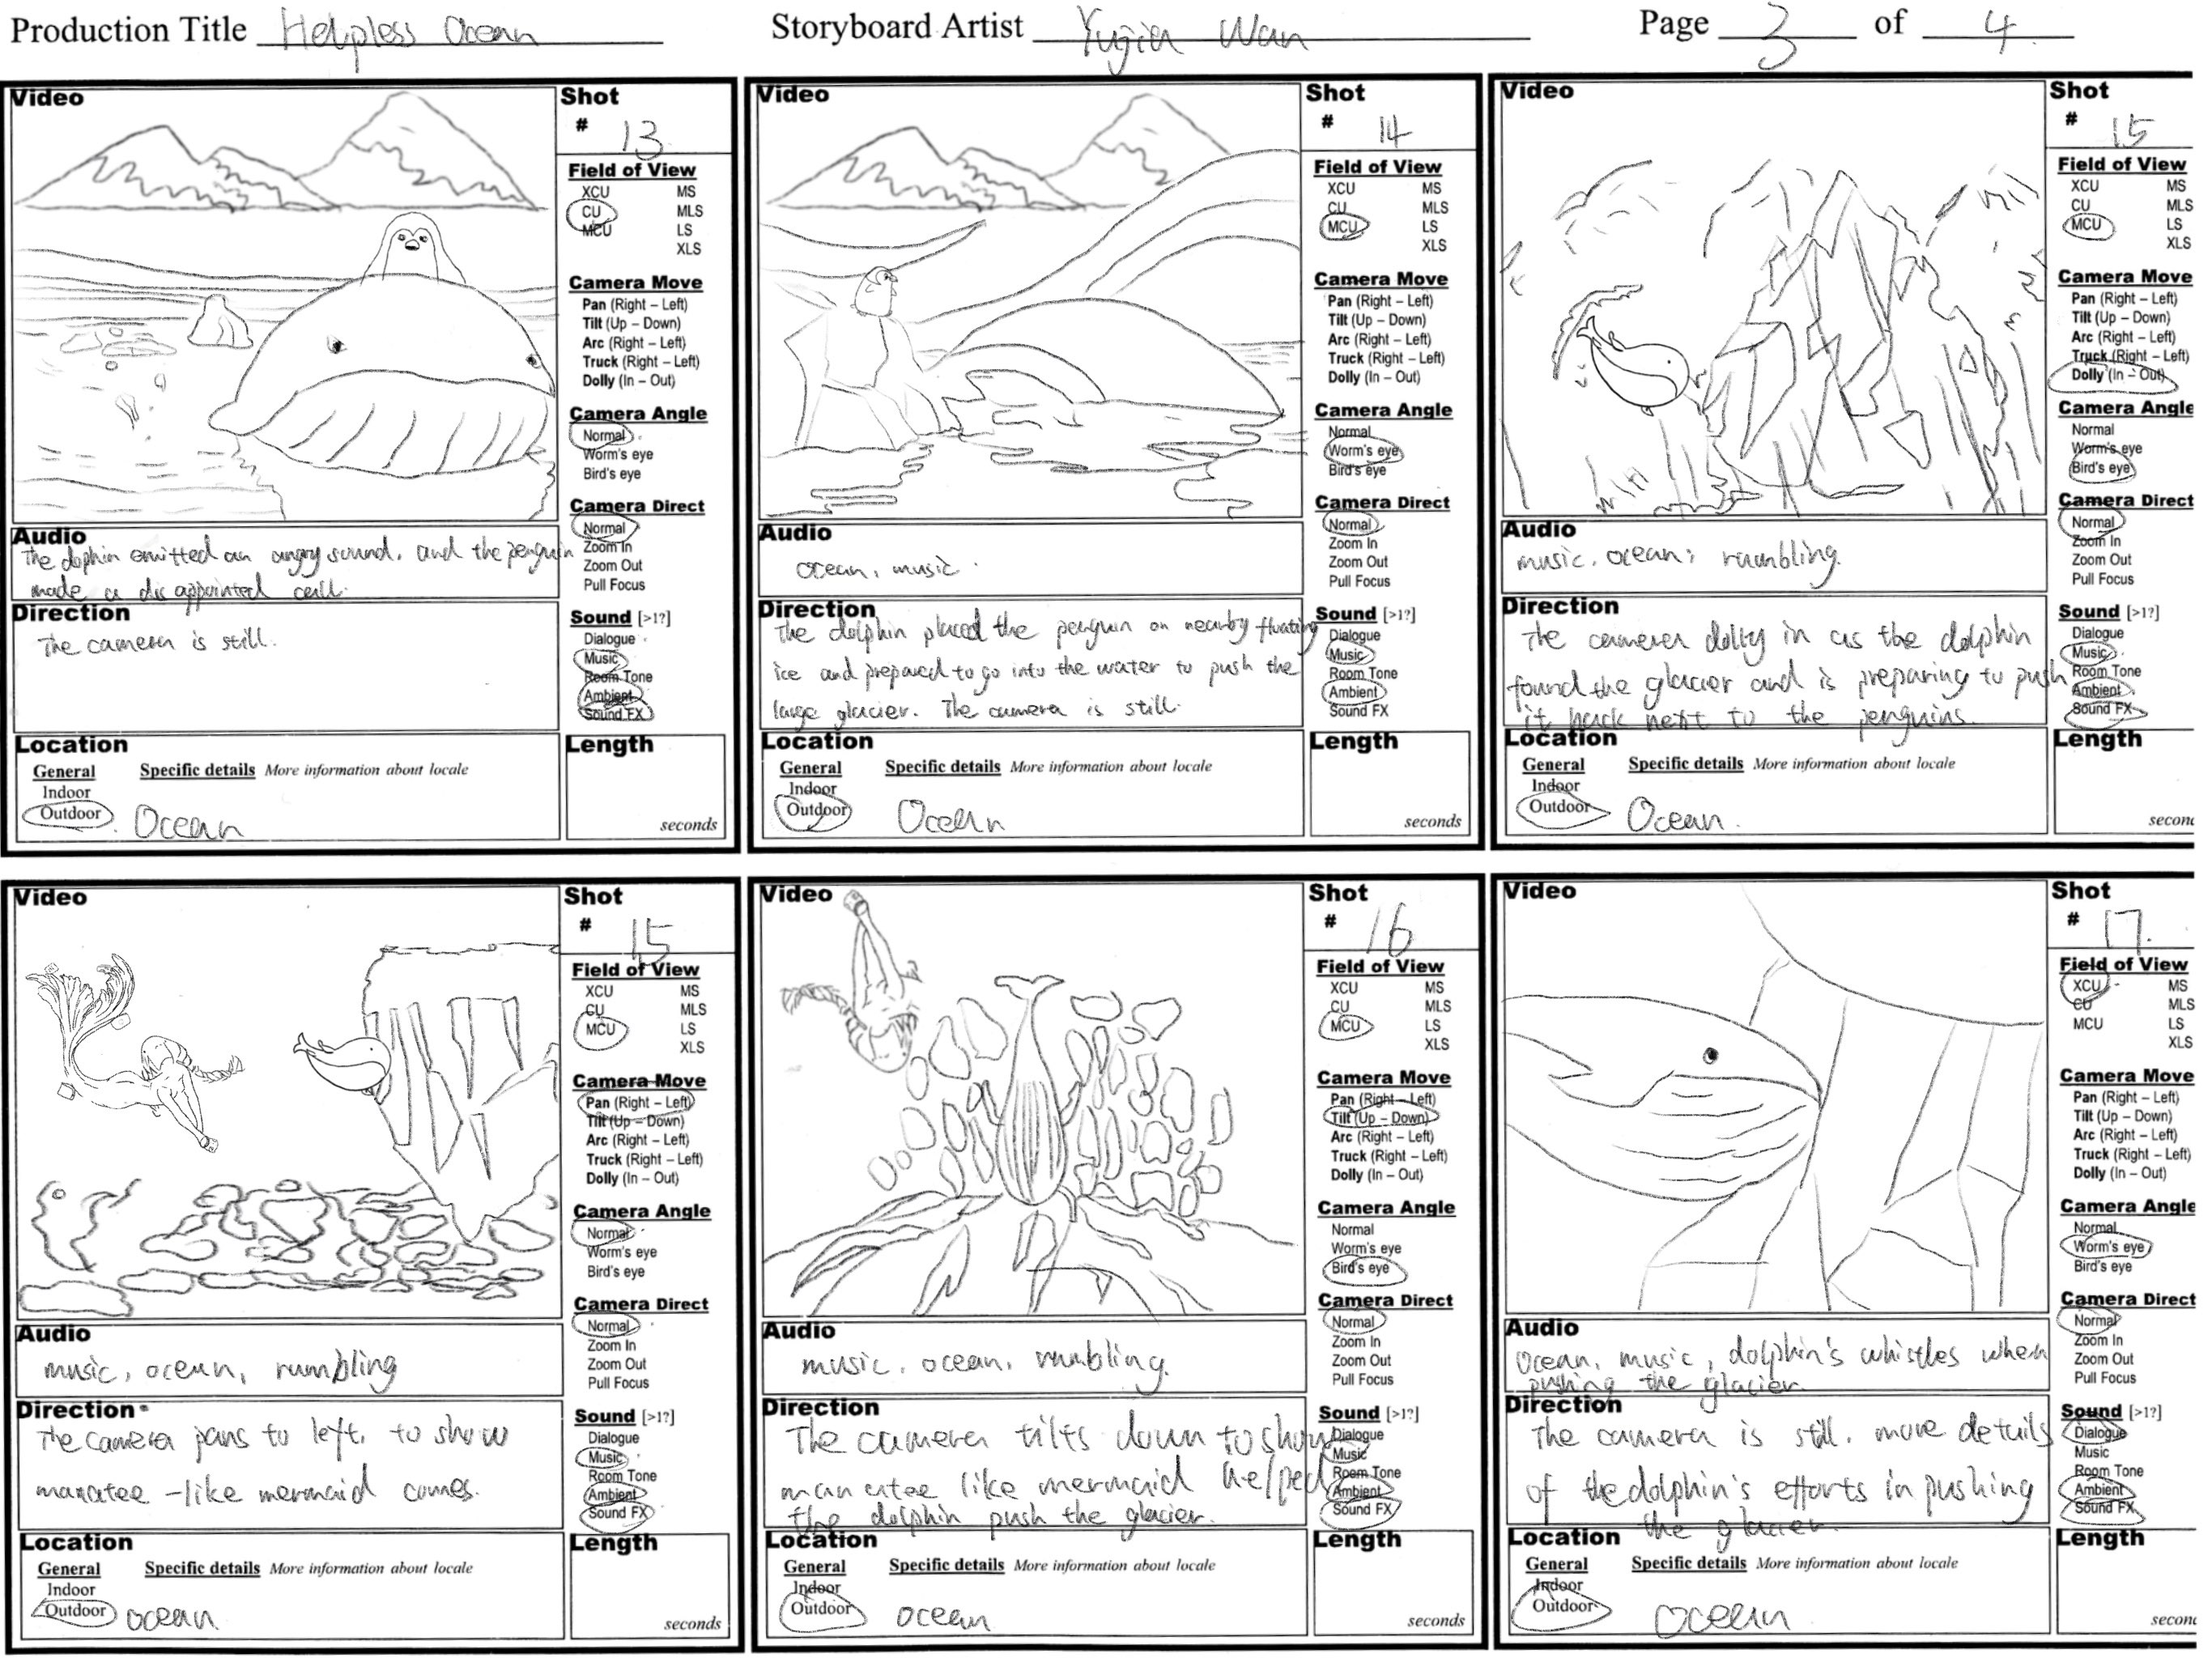 Production Title Helpless Ocean Storyboard Artist Yujia Wan Page 3 of 4
Video
Shot
# 13
Field of View
XCU MS
CU MLS
MCU LS
XLS
Camera Move
Pan (Right – Left)
Tilt (Up – Down)
Arc (Right – Left)
Truck (Right – Left)
Dolly (In – Out)
Camera Angle
Normal
Worm's eye
Bird's eye
Camera Direct
Normal
Zoom In
Zoom Out
Pull Focus
Sound [>1?]
Dialogue
Music
Room Tone
Ambient
Sound FX
Audio
The dolphin emitted an angry sound, and the penguin
made a disappointed call.
Direction
The camera is still.
Location
General Specific details More information about locale
Indoor
Outdoor Ocean
Length
seconds
Video
Shot
# 14
Field of View
XCU MS
CU MLS
MCU LS
XLS
Camera Move
Pan (Right – Left)
Tilt (Up – Down)
Arc (Right – Left)
Truck (Right – Left)
Dolly (In – Out)
Camera Angle
Normal
Worm's eye
Bird's eye
Camera Direct
Normal
Zoom In
Zoom Out
Pull Focus
Sound [>1?]
Dialogue
Music
Room Tone
Ambient
Sound FX
Audio
ocean, music.
Direction
The dolphin placed the penguin on nearby floating
ice and prepared to go into the water to push the
large glacier. The camera is still.
Location
General Specific details More information about locale
Indoor
Outdoor Ocean
Length
seconds
Video
Shot
# 15
Field of View
XCU MS
CU MLS
MCU LS
XLS
Camera Move
Pan (Right – Left)
Tilt (Up – Down)
Arc (Right – Left)
Truck (Right – Left)
Dolly (In – Out)
Camera Angle
Normal
Worm's eye
Bird's eye
Camera Direct
Normal
Zoom In
Zoom Out
Pull Focus
Sound [>1?]
Dialogue
Music
Room Tone
Ambient
Sound FX
Audio
music, ocean, rumbling.
Direction
The camera dolly in as the dolphin
found the glacier and is preparing to push
it back next to the penguins.
Location
General Specific details More information about locale
Indoor
Outdoor Ocean.
Length
secon
Video
Shot
# 15
Field of View
XCU MS
CU MLS
MCU LS
XLS
Camera Move
Pan (Right – Left)
Tilt (Up – Down)
Arc (Right – Left)
Truck (Right – Left)
Dolly (In – Out)
Camera Angle
Normal
Worm's eye
Bird's eye
Camera Direct
Normal
Zoom In
Zoom Out
Pull Focus
Sound [>1?]
Dialogue
Music
Room Tone
Ambient
Sound FX
Audio
music, ocean, rumbling
Direction
The camera pans to left, to show
manatee-like mermaid comes.
Location
General Specific details More information about locale
Indoor
Outdoor ocean
Length
seconds
Video
Shot
# 16
Field of View
XCU MS
CU MLS
MCU LS
XLS
Camera Move
Pan (Right – Left)
Tilt (Up – Down)
Arc (Right – Left)
Truck (Right – Left)
Dolly (In – Out)
Camera Angle
Normal
Worm's eye
Bird's eye
Camera Direct
Normal
Zoom In
Zoom Out
Pull Focus
Sound [>1?]
Dialogue
Music
Room Tone
Ambient
Sound FX
Audio
music, ocean, rumbling.
Direction
The camera tilts down to show
manatee like mermaid helped
the dolphin push the glacier.
Location
General Specific details More information about locale
Indoor
Outdoor ocean
Length
seconds
Video
Shot
# 17.
Field of View
XCU MS
CU MLS
MCU LS
XLS
Camera Move
Pan (Right – Left)
Tilt (Up – Down)
Arc (Right – Left)
Truck (Right – Left)
Dolly (In – Out)
Camera Angle
Normal
Worm's eye
Bird's eye
Camera Direct
Normal
Zoom In
Zoom Out
Pull Focus
Sound [>1?]
Dialogue
Music
Room Tone
Ambient
Sound FX
Audio
Ocean, music, dolphin's whistles when
pushing the glacier.
Direction
The camera is still. more details
of the dolphin's efforts in pushing
the glacier.
Location
General Specific details More information about locale
Indoor
Outdoor ocean
Length
secon